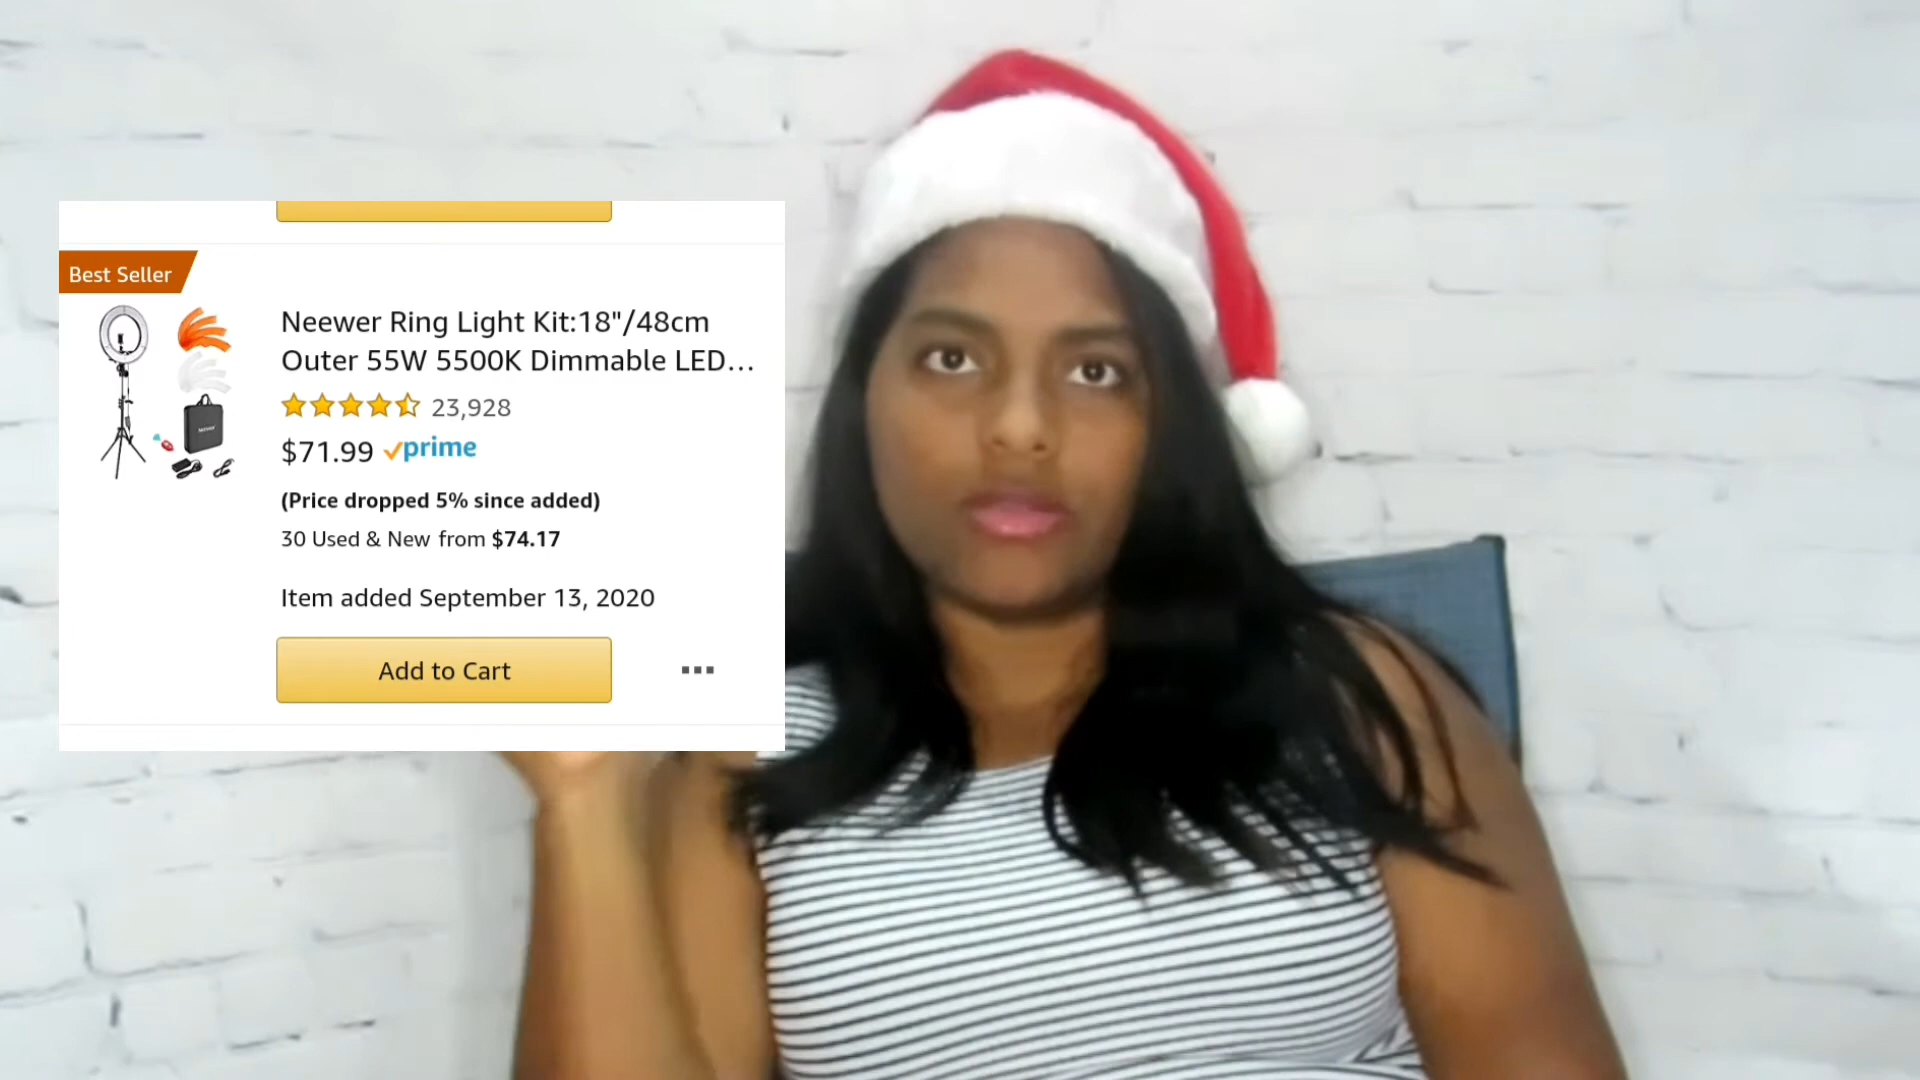 Best Seller
Neewer Ring Light Kit:18"/48cm
Outer 55W 5500K Dimmable LED...
23,928
$71.99 prime
(Price dropped 5% since added)
30 Used & New from $74.17
Item added September 13, 2020
Add to Cart